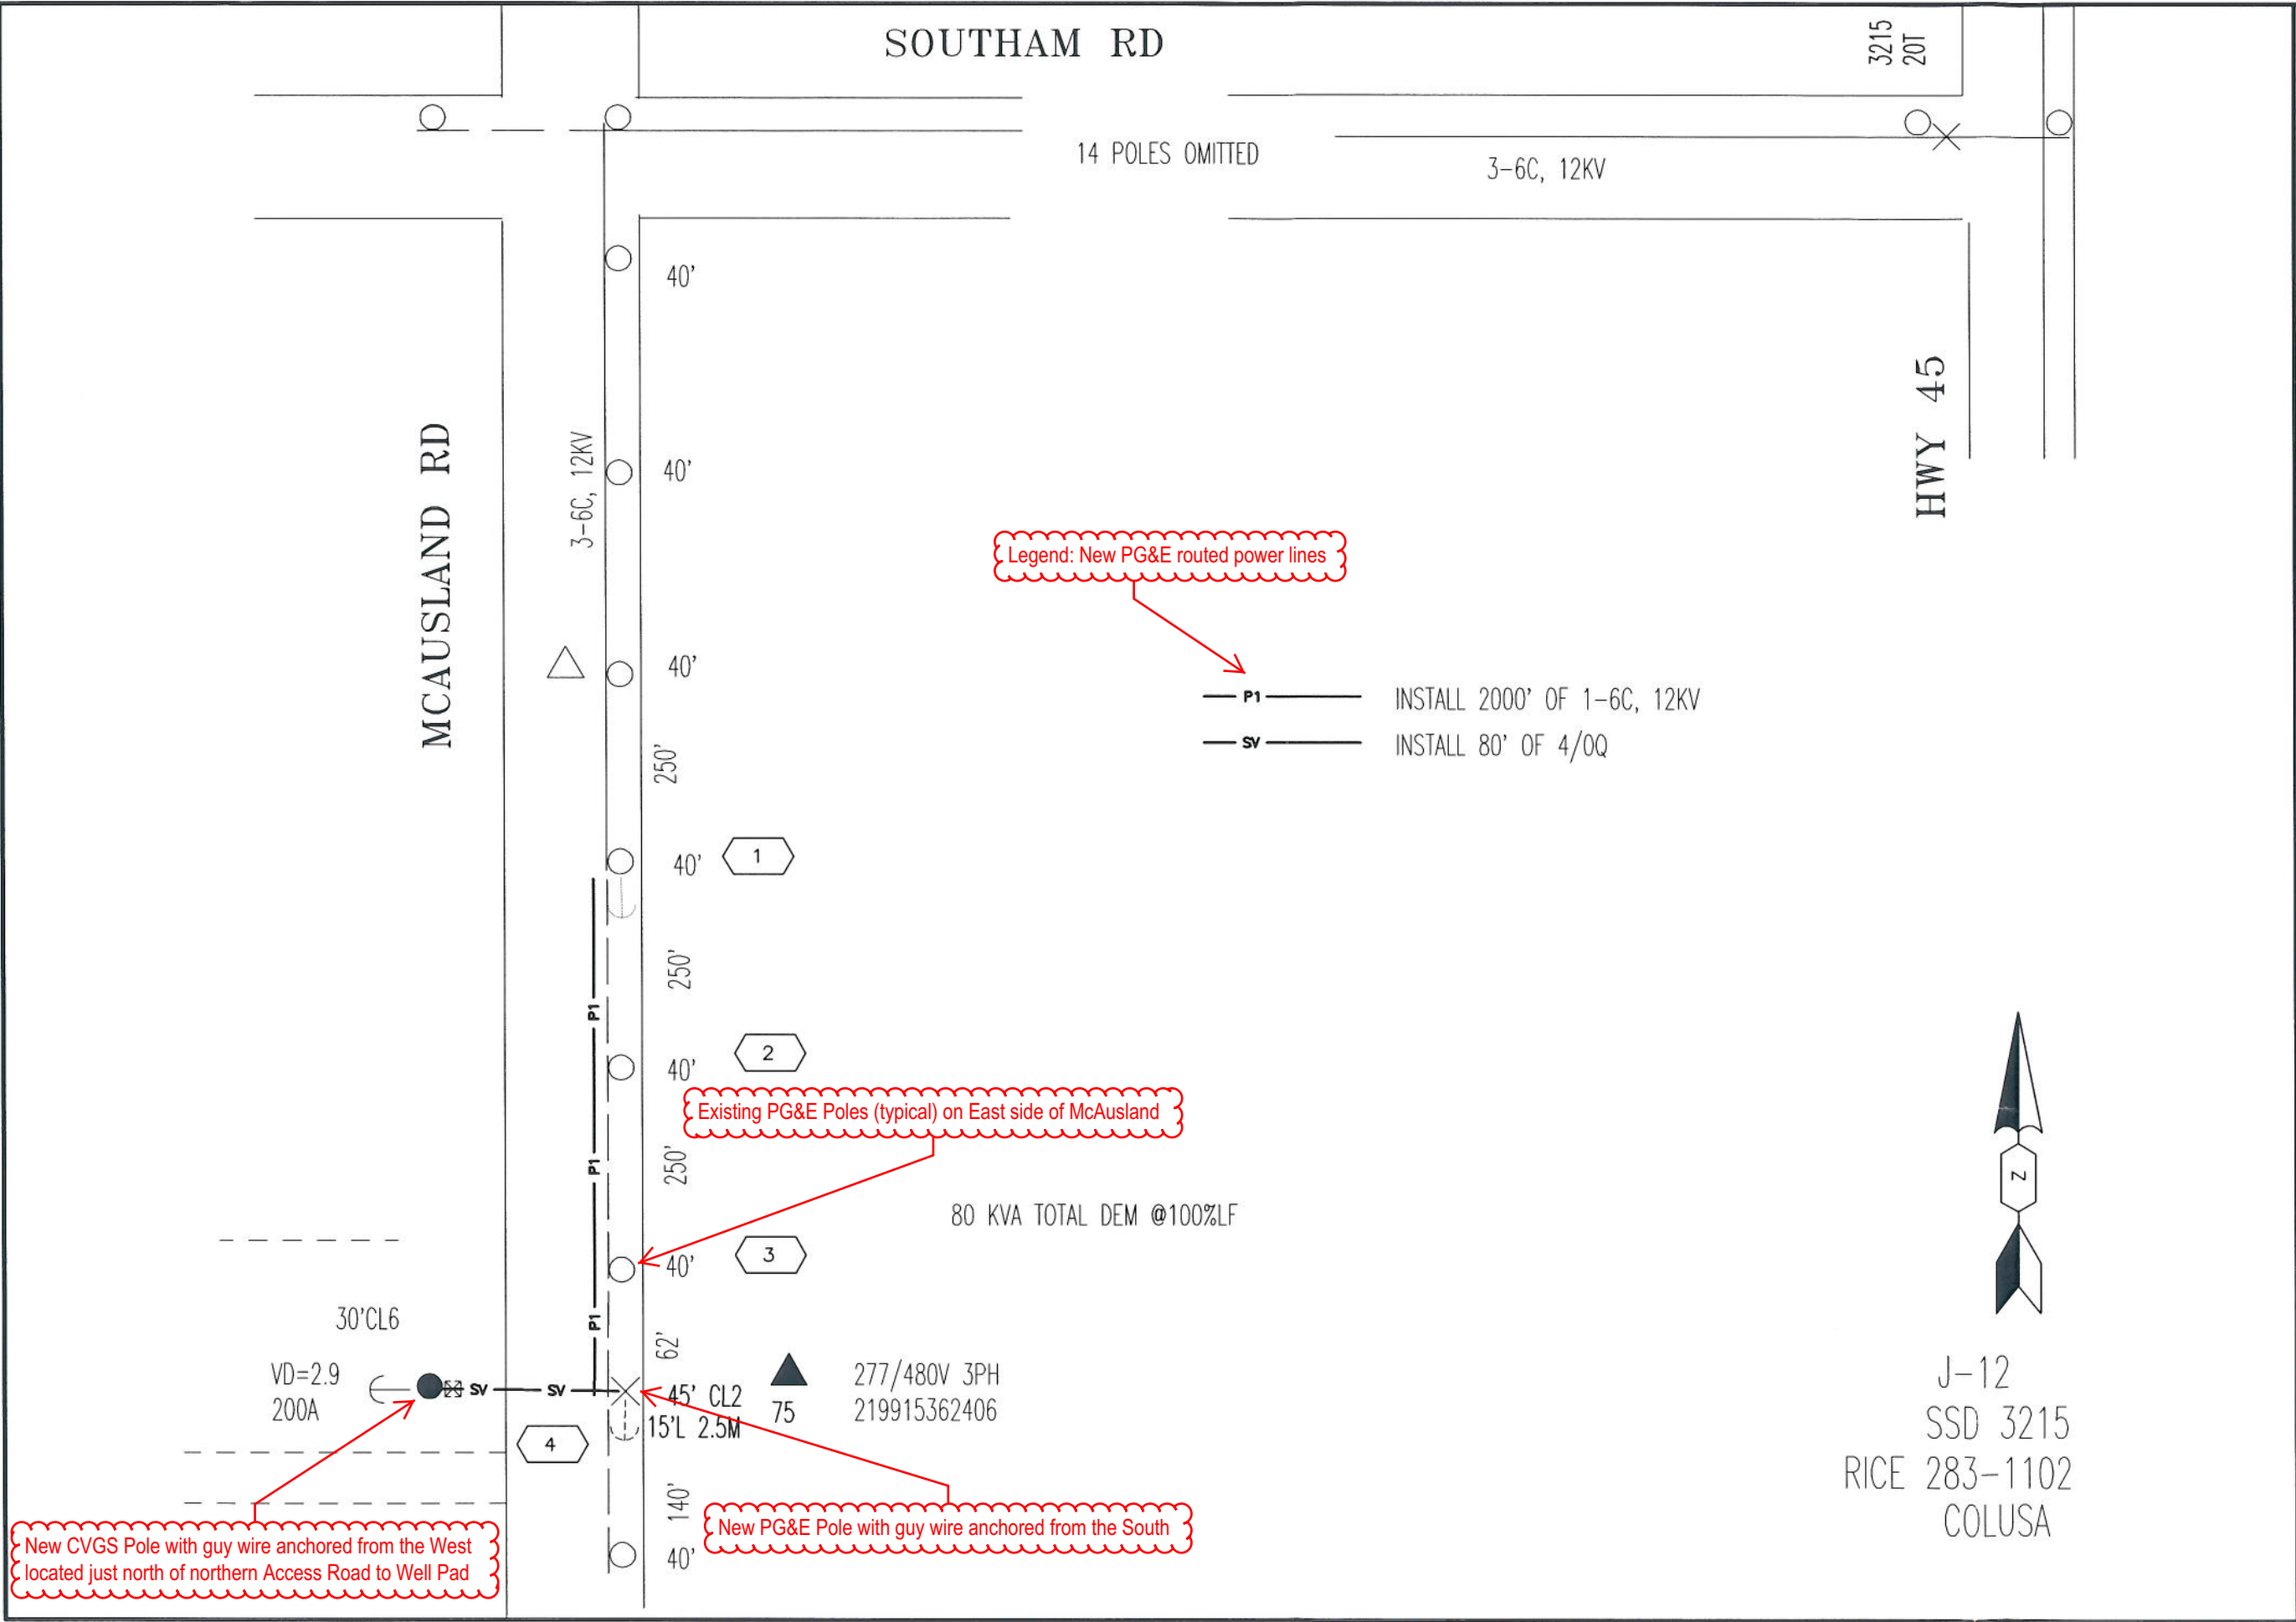 SOUTHAM RD
3215
20T
14 POLES OMITTED
3-6C, 12KV
40'
MCAUSLAND RD
3-6C, 12KV
40'
HWY 45
Legend: New PG&E routed power lines
40'
P1 INSTALL 2000' OF 1-6C, 12KV
SV INSTALL 80' OF 4/0Q
250'
40' 1
250'
P1
40' 2
Existing PG&E Poles (typical) on East side of McAusland
P1
250'
N
80 KVA TOTAL DEM @100%LF
40' 3
30'CL6
P1
62'
VD=2.9
200A
SV SV
45' CL2
15'L 2.5M
75
277/480V 3PH
219915362406
4
J-12
SSD 3215
RICE 283-1102
COLUSA
140'
New PG&E Pole with guy wire anchored from the South
40'
New CVGS Pole with guy wire anchored from the West
located just north of northern Access Road to Well Pad